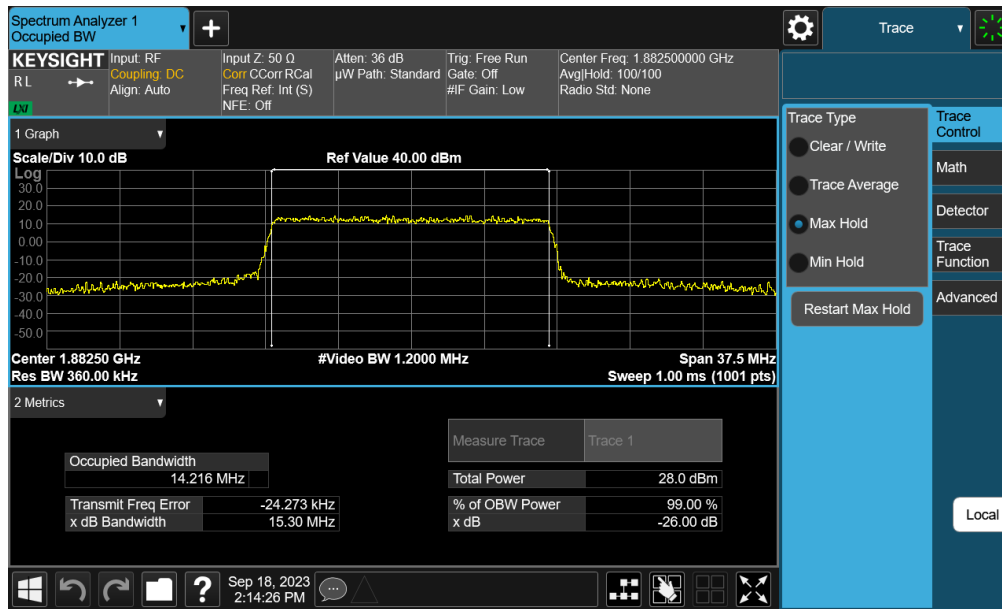 Spectrum Analyzer 1
Occupied BW
Trace
KEYSIGHT
RL
LXI
Input: RF
Coupling: DC
Align: Auto
Input Z: 50 Ω
Corr CCorr RCal
Freq Ref: Int (S)
NFE: Off
Atten: 36 dB
µW Path: Standard
Trig: Free Run
Gate: Off
#IF Gain: Low
Center Freq: 1.882500000 GHz
Avg|Hold: 100/100
Radio Std: None
1 Graph
Scale/Div 10.0 dB
Ref Value 40.00 dBm
Log
30.0
20.0
10.0
0.00
-10.0
-20.0
-30.0
-40.0
-50.0
Center 1.88250 GHz
#Video BW 1.2000 MHz
Span 37.5 MHz
Res BW 360.00 kHz
Sweep 1.00 ms (1001 pts)
2 Metrics
Measure Trace
Trace 1
Occupied Bandwidth
14.216 MHz
Total Power
28.0 dBm
Transmit Freq Error
-24.273 kHz
% of OBW Power
99.00 %
x dB Bandwidth
15.30 MHz
x dB
-26.00 dB
Trace Type
Clear / Write
Trace Average
Max Hold
Min Hold
Restart Max Hold
Trace
Control
Math
Detector
Trace
Function
Advanced
Local
?
Sep 18, 2023
2:14:26 PM